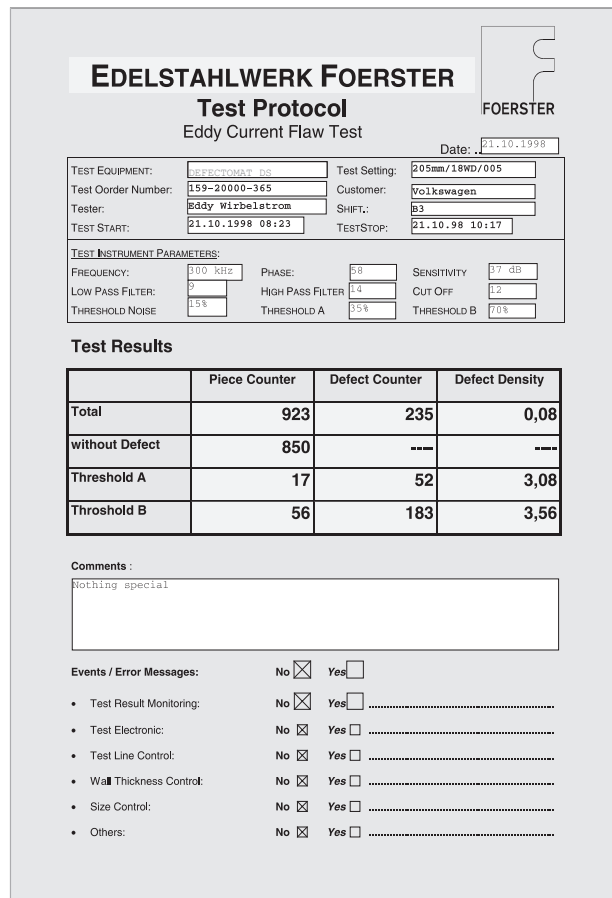 EDELSTAHLWERK FOERSTER
Test Protocol
Eddy Current Flaw Test
FOERSTER
Date: ..21.10.1998
TEST EQUIPMENT: DEFECTOMAT DS Test Setting: 205mm/18WD/005
Test Oorder Number: 159-20000-365 Customer: Volkswagen
Tester: Eddy Wirbelstrom SHIFT.: B3
TEST START: 21.10.1998 08:23 TESTSTOP: 21.10.98 10:17
TEST INSTRUMENT PARAMETERS:
FREQUENCY: 300 kHz PHASE: 58 SENSITIVITY 37 dB
LOW PASS FILTER: 9 HIGH PASS FILTER 14 CUT OFF 12
THRESHOLD NOISE 15% THRESHOLD A 35% THRESHOLD B 70%
Test Results
Piece Counter Defect Counter Defect Density
Total 923 235 0,08
without Defect 850 ---- ----
Threshold A 17 52 3,08
Throshold B 56 183 3,56
Comments :
Nothing special
Events / Error Messages: No Yes
• Test Result Monitoring: No Yes
• Test Electronic: No Yes
• Test Line Control: No Yes
• Wall Thickness Control: No Yes
• Size Control: No Yes
• Others: No Yes